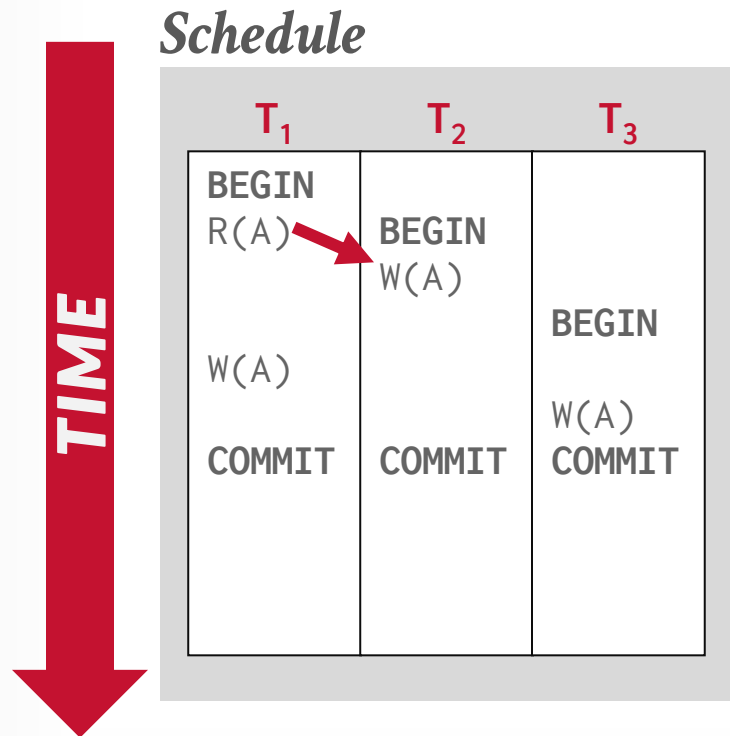 Schedule
TIME
T₁ T₂ T₃
BEGIN
R(A) BEGIN
W(A)
BEGIN
W(A)
W(A)
COMMIT COMMIT COMMIT